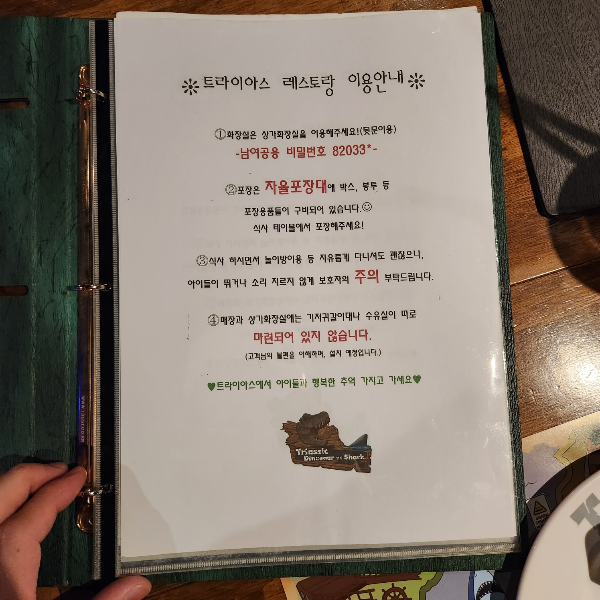 ※트라이아스 레스토랑 이용안내※
①화장실은 상가화장실을 이용해주세요!(뒷문이용)
-남여공용 비밀번호 82033*-
②포장은 자율포장대에 박스, 봉투 등
포장용품들이 구비되어 있습니다.☺
식사 테이블에서 포장해주세요!
③식사 하시면서 놀이방이용 등 자유롭게 다니셔도 괜찮으나,
아이들이 뛰거나 소리 지르지 않게 보호자의 주의 부탁드립니다.
④매장과 상가화장실에는 기저귀갈이대나 수유실이 따로
마련되어 있지 않습니다.
(고객님의 불편을 이해하며, 설치 예정입니다.)
♥트라이아스에서 아이들과 행복한 추억 가지고 가세요♥
Triassic
Dinosaur vs Shark